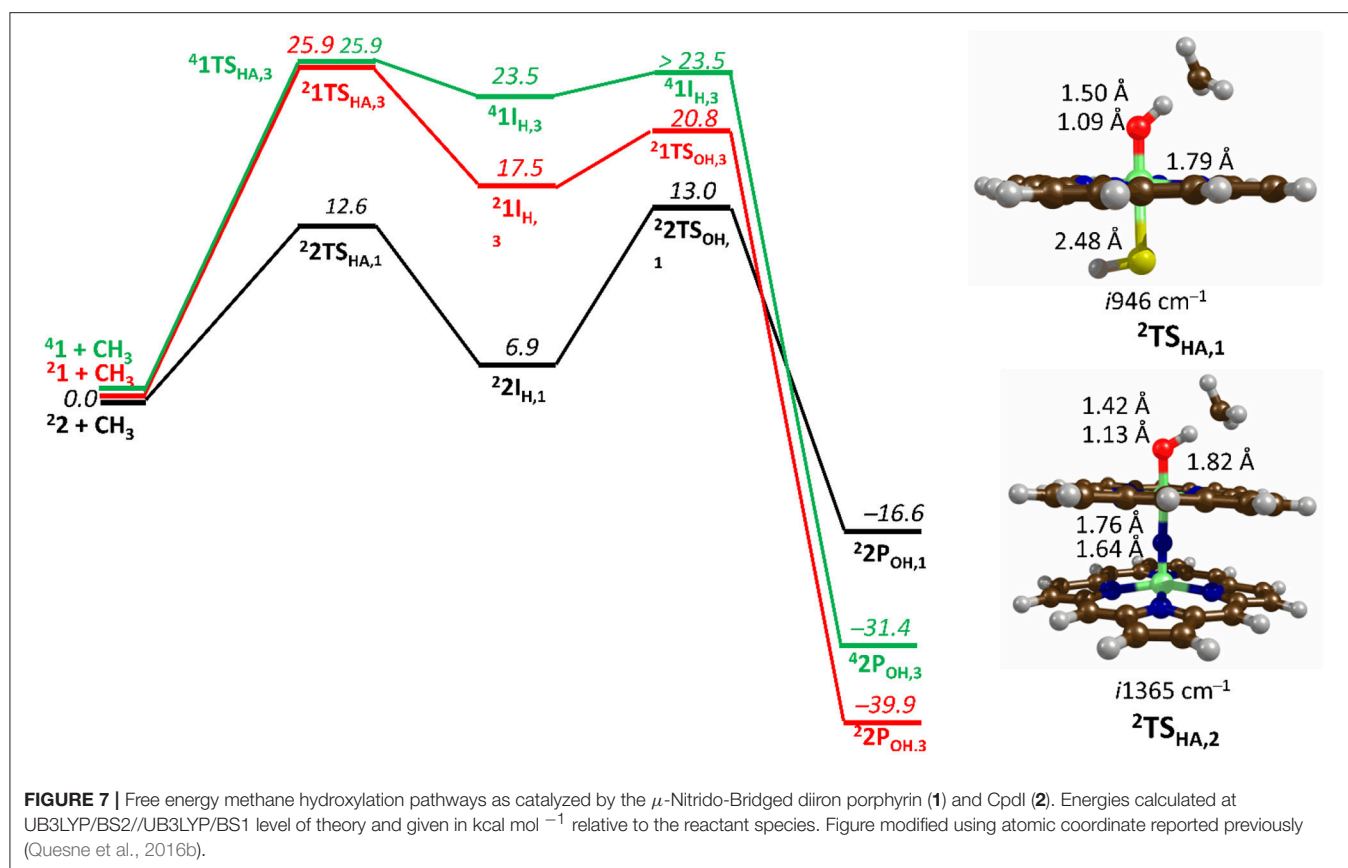 25.9 25.9
⁴1TS_HA,3
²1TS_HA,3
23.5
⁴1I_H,3
> 23.5
⁴1I_H,3
20.8
²1TS_OH,3
17.5
²1I_H,
3
12.6
²2TS_HA,1
13.0
²2TS_OH,
1
6.9
²2I_H,1
⁴1 + CH₃
²1 + CH₃
0.0
²2 + CH₃
−16.6
²2P_OH,1
−31.4
⁴2P_OH,3
−39.9
²2P_OH.3
1.50 Å
1.09 Å
1.79 Å
2.48 Å
i946 cm⁻¹
²TS_HA,1
1.42 Å
1.13 Å
1.82 Å
1.76 Å
1.64 Å
i1365 cm⁻¹
²TS_HA,2
FIGURE 7 | Free energy methane hydroxylation pathways as catalyzed by the μ-Nitrido-Bridged diiron porphyrin (1) and CpdI (2). Energies calculated at
UB3LYP/BS2//UB3LYP/BS1 level of theory and given in kcal mol ⁻¹ relative to the reactant species. Figure modified using atomic coordinate reported previously
(Quesne et al., 2016b).